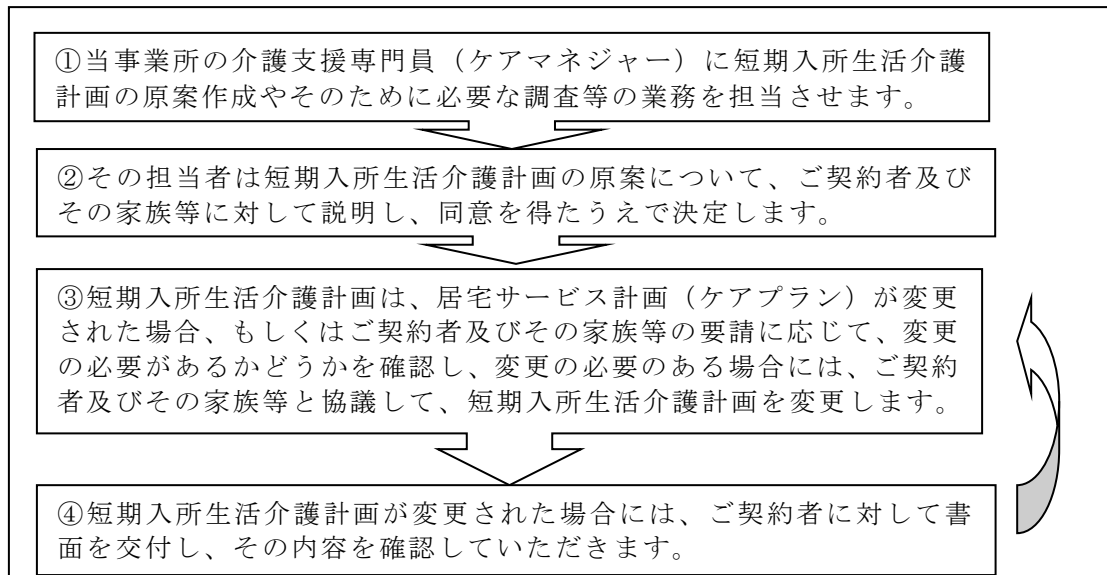 ①当事業所の介護支援専門員（ケアマネジャー）に短期入所生活介護
計画の原案作成やそのために必要な調査等の業務を担当させます。
②その担当者は短期入所生活介護計画の原案について、ご契約者及び
その家族等に対して説明し、同意を得たうえで決定します。
③短期入所生活介護計画は、居宅サービス計画（ケアプラン）が変更
された場合、もしくはご契約者及びその家族等の要請に応じて、変更
の必要があるかどうかを確認し、変更の必要のある場合には、ご契約
者及びその家族等と協議して、短期入所生活介護計画を変更します。
④短期入所生活介護計画が変更された場合には、ご契約者に対して書
面を交付し、その内容を確認していただきます。